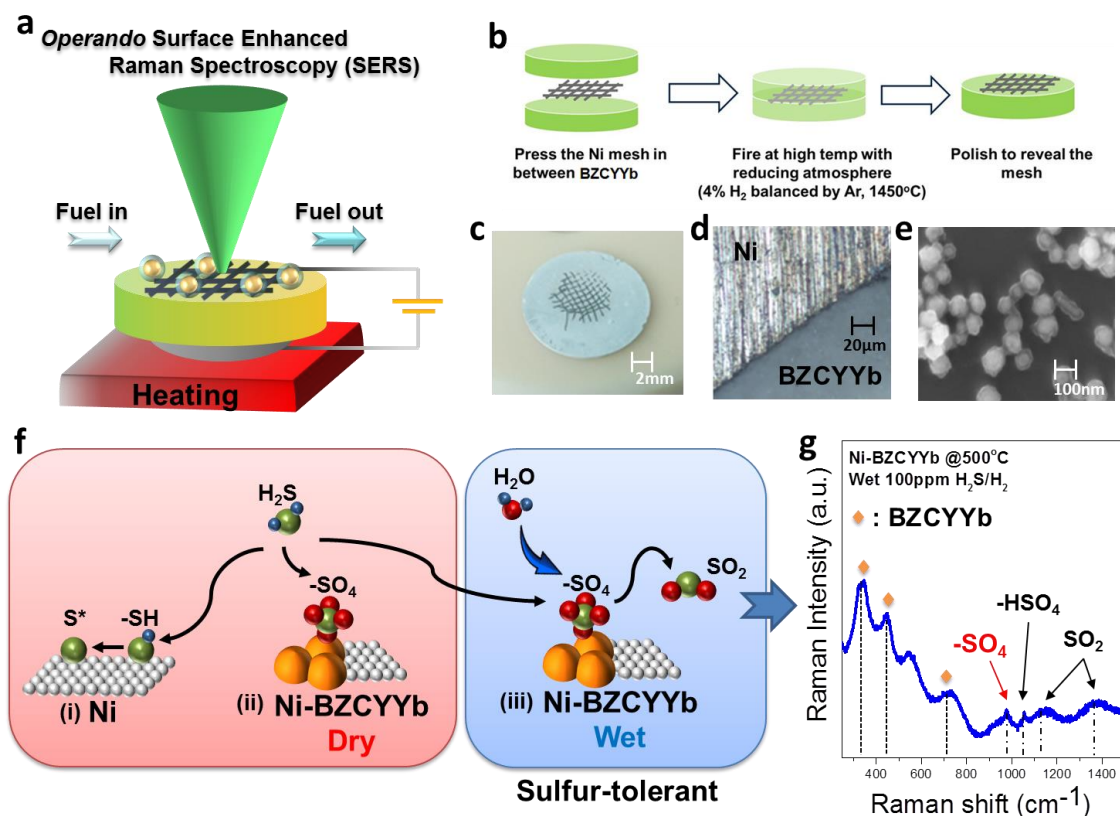 a
Operando Surface Enhanced
Raman Spectroscopy (SERS)
Fuel in
Fuel out
Heating
b
Press the Ni mesh in
between BZCYYb
Fire at high temp with
reducing atmosphere
(4% H₂ balanced by Ar, 1450°C)
Polish to reveal the
mesh
c
2mm
d
Ni
20µm
BZCYYb
e
100nm
f
H₂S
-SO₄
S*
-SH
(i) Ni
(ii) Ni-BZCYYb
Dry
H₂O
-SO₄
SO₂
(iii) Ni-BZCYYb
Wet
Sulfur-tolerant
g
Ni-BZCYYb @500°C
Wet 100ppm H₂S/H₂
: BZCYYb
-HSO₄
-SO₄
SO₂
Raman Intensity (a.u.)
400 600 800 1000 1200 1400
Raman shift (cm⁻¹)